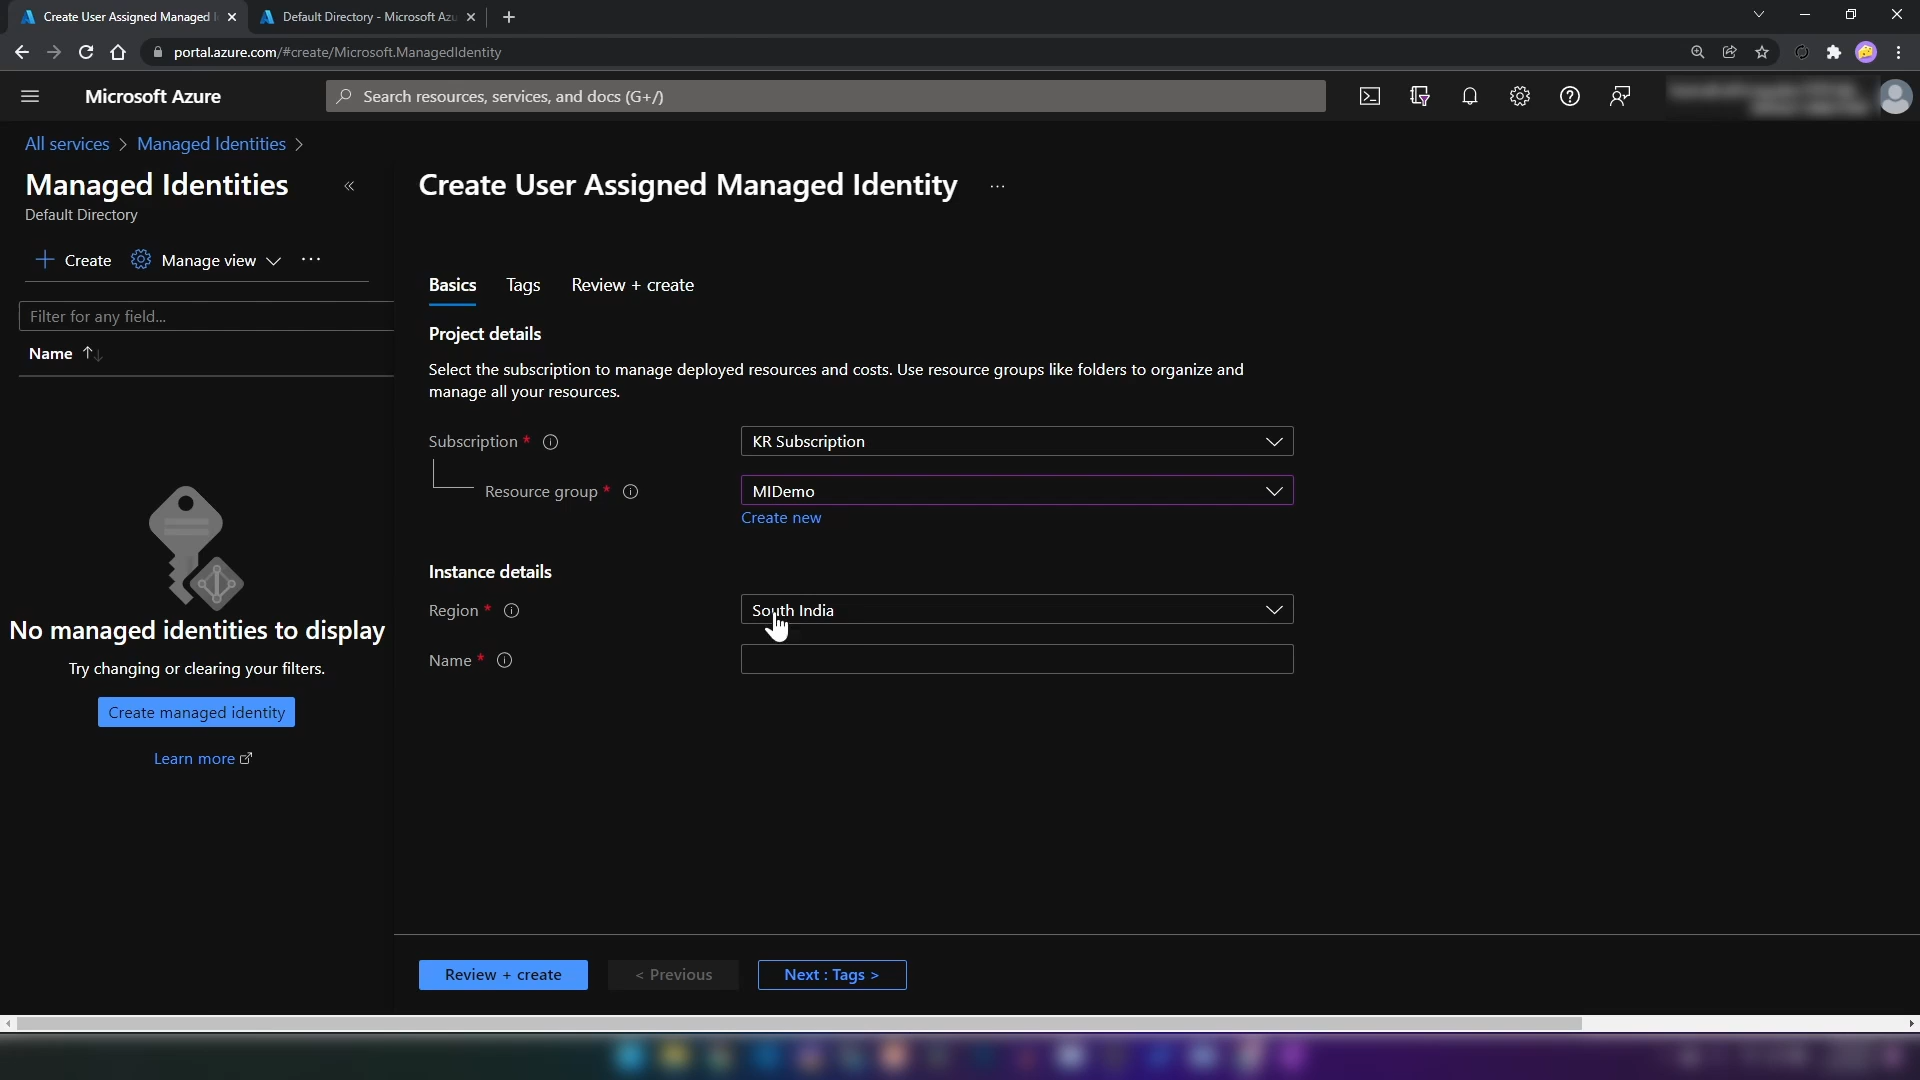 Create User Assigned Managed I
Default Directory - Microsoft Azu
portal.azure.com/#create/Microsoft.ManagedIdentity
Microsoft Azure
Search resources, services, and docs (G+/)
All services > Managed Identities >
Managed Identities
Default Directory
Create
Manage view
Filter for any field...
Name
No managed identities to display
Try changing or clearing your filters.
Create managed identity
Learn more
Create User Assigned Managed Identity
Basics
Tags
Review + create
Project details
Select the subscription to manage deployed resources and costs. Use resource groups like folders to organize and
manage all your resources.
Subscription *
KR Subscription
Resource group *
MIDemo
Create new
Instance details
Region *
South India
Name *
Review + create
< Previous
Next : Tags >